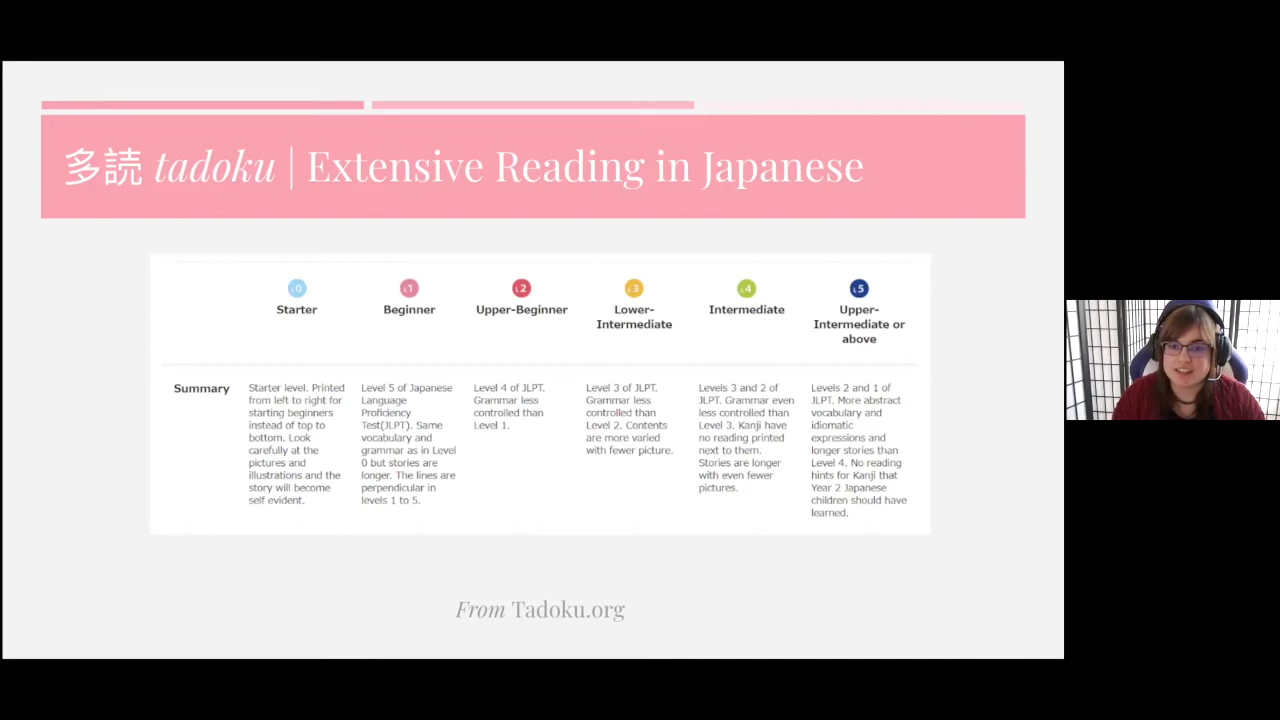 多読 tadoku | Extensive Reading in Japanese
L0
L1
L2
L3
L4
L5
Starter
Beginner
Upper-Beginner
Lower-
Intermediate
Intermediate
Upper-
Intermediate or
above
Summary
Starter level. Printed
from left to right for
starting beginners
instead of top to
bottom. Look
carefully at the
pictures and
illustrations and the
story will become
self evident.
Level 5 of Japanese
Language
Proficiency
Test(JLPT). Same
vocabulary and
grammar as in Level
0 but stories are
longer. The lines are
perpendicular in
levels 1 to 5.
Level 4 of JLPT.
Grammar less
controlled than
Level 1.
Level 3 of JLPT.
Grammar less
controlled than
Level 2. Contents
are more varied
with fewer picture.
Levels 3 and 2 of
JLPT. Grammar even
less controlled than
Level 3. Kanji have
no reading printed
next to them.
Stories are longer
with even fewer
pictures.
Levels 2 and 1 of
JLPT. More abstract
vocabulary and
idiomatic
expressions and
longer stories than
Level 4. No reading
hints for Kanji that
Year 2 Japanese
children should have
learned.
From Tadoku.org